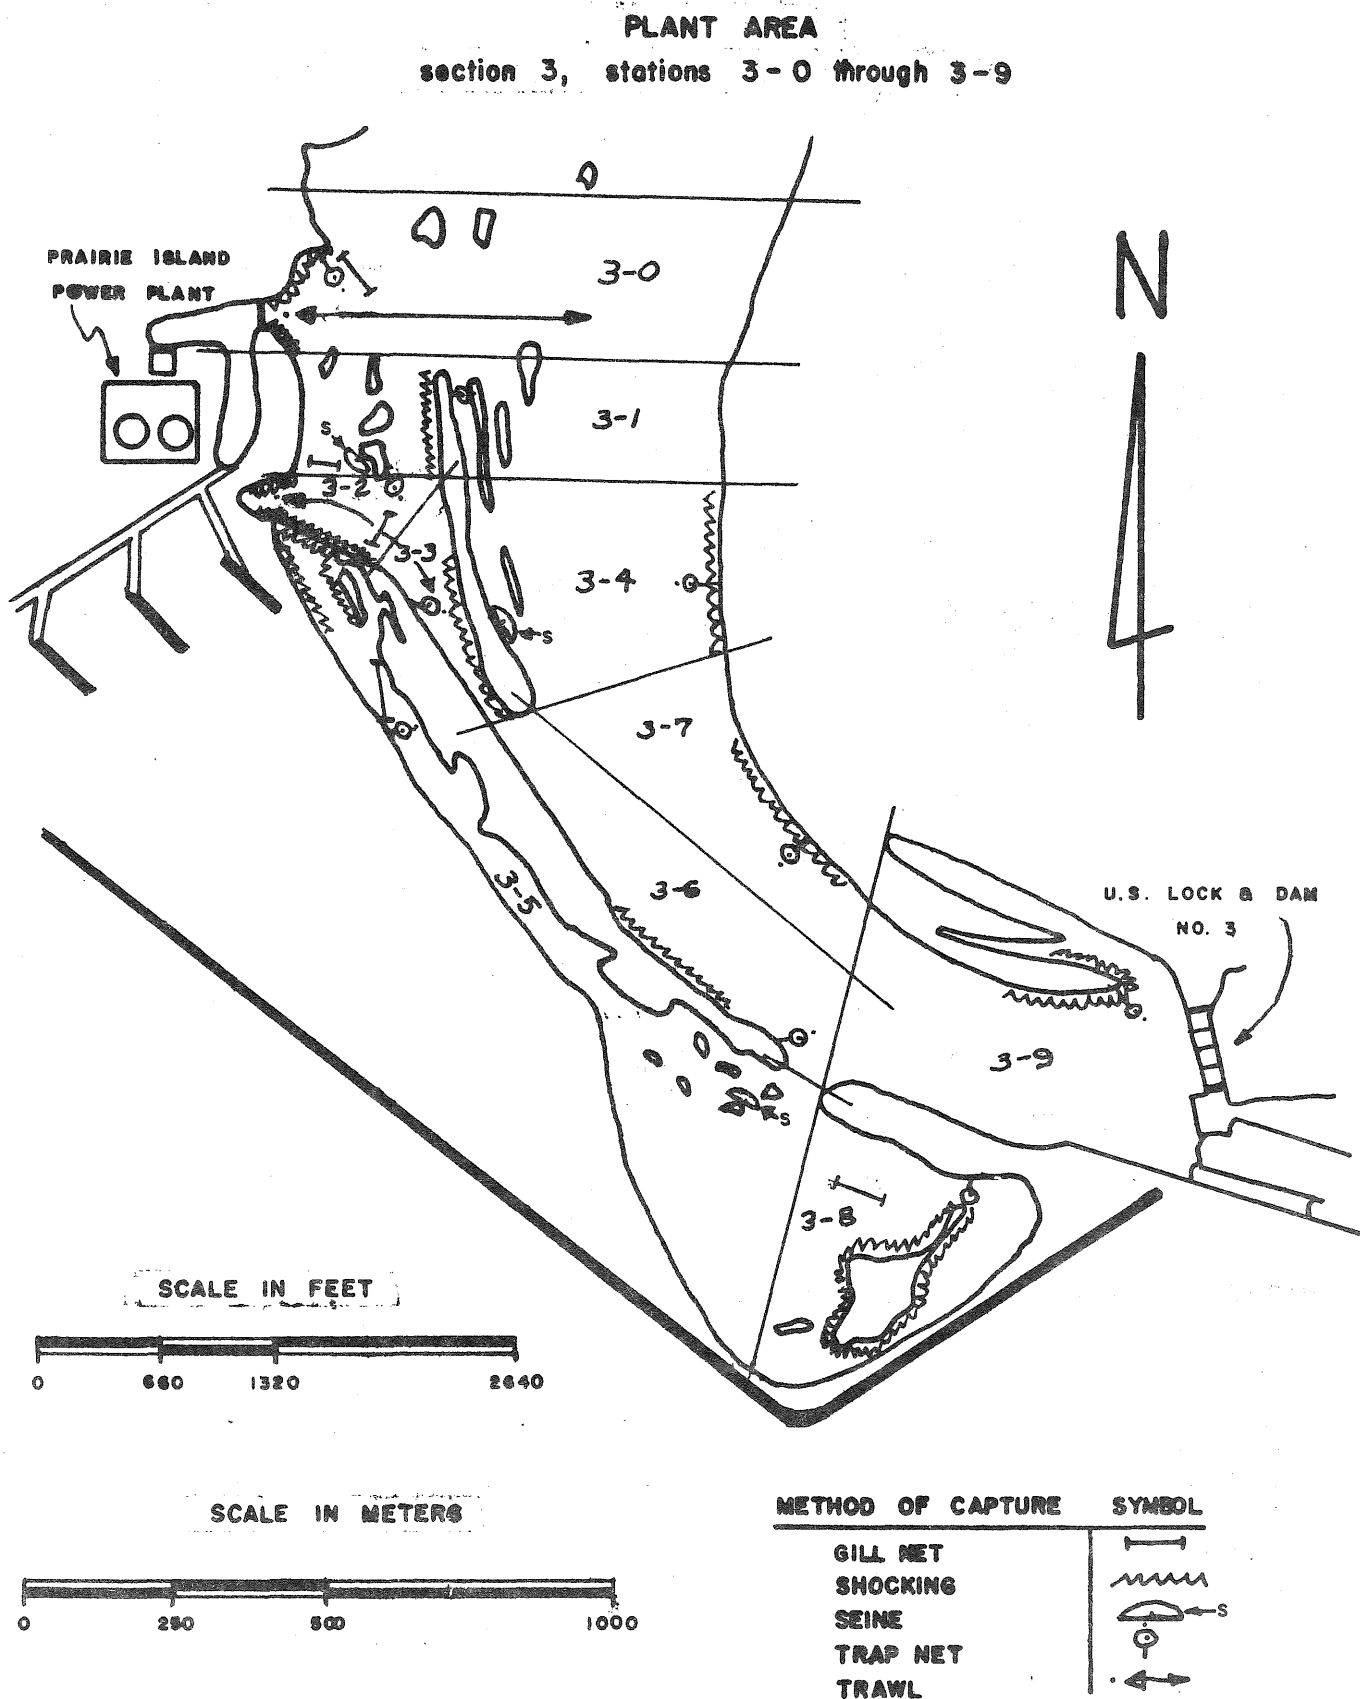 PLANT AREA
section 3, stations 3-0 through 3-9
PRAIRIE ISLAND
POWER PLANT
3-0
N
3-1
S
3-2
3-3
3-4
S
3-7
3-5
3-6
U.S. LOCK & DAM
NO. 3
3-9
S
3-8
SCALE IN FEET
0 660 1320 2640
SCALE IN METERS
0 250 500 1000
METHOD OF CAPTURE SYMBOL
GILL NET
SHOCKING
SEINE S
TRAP NET
TRAWL